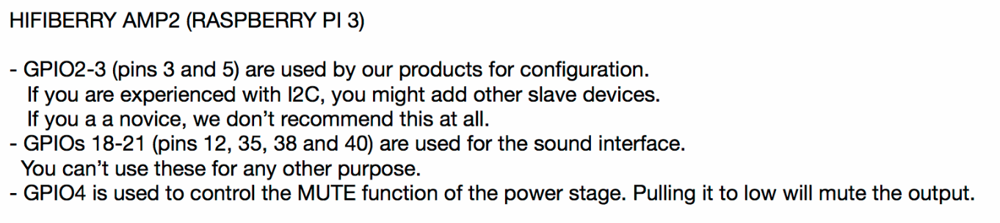 HIFIBERRY AMP2 (RASPBERRY PI 3)
- GPIO2-3 (pins 3 and 5) are used by our products for configuration.
If you are experienced with I2C, you might add other slave devices.
If you a a novice, we don’t recommend this at all.
- GPIOs 18-21 (pins 12, 35, 38 and 40) are used for the sound interface.
You can’t use these for any other purpose.
- GPIO4 is used to control the MUTE function of the power stage. Pulling it to low will mute the output.